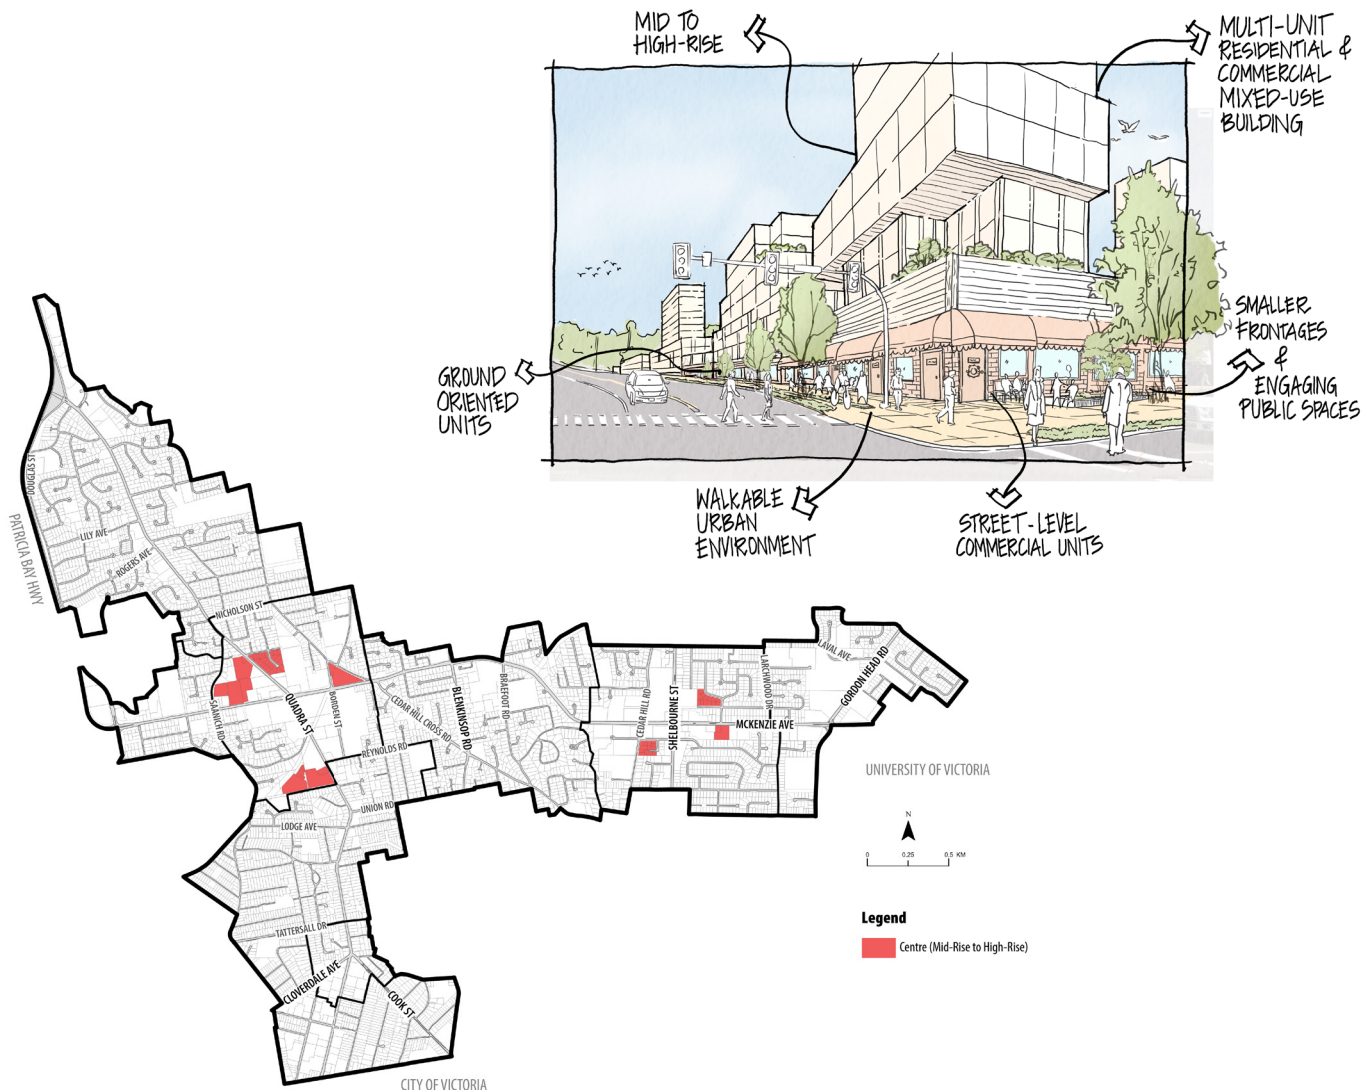 MID TO
HIGH-RISE
MULTI-UNIT
RESIDENTIAL &
COMMERCIAL
MIXED-USE
BUILDING
SMALLER
FRONTAGES
&
ENGAGING
PUBLIC SPACES
GROUND
ORIENTED
UNITS
WALKABLE
URBAN
ENVIRONMENT
STREET-LEVEL
COMMERCIAL UNITS
DOUGLAS ST
PATRICIA BAY HWY
LILY AVE
ROGERS AVE
NICHOLSON ST
SAANICH RD
QUADRA ST
BORDEN ST
CEDAR HILL CROSS RD
BLENKINSOP RD
BRAEFOOT RD
REYNOLDS RD
UNION RD
LODGE AVE
TATTERSALL DR
CLOVERDALE AVE
COOK ST
CITY OF VICTORIA
CEDAR HILL RD
SHELBOURNE ST
LARCHWOOD DR
MCKENZIE AVE
LAVAL AVE
GORDON HEAD RD
UNIVERSITY OF VICTORIA
N
0 0.25 0.5 KM
Legend
Centre (Mid-Rise to High-Rise)